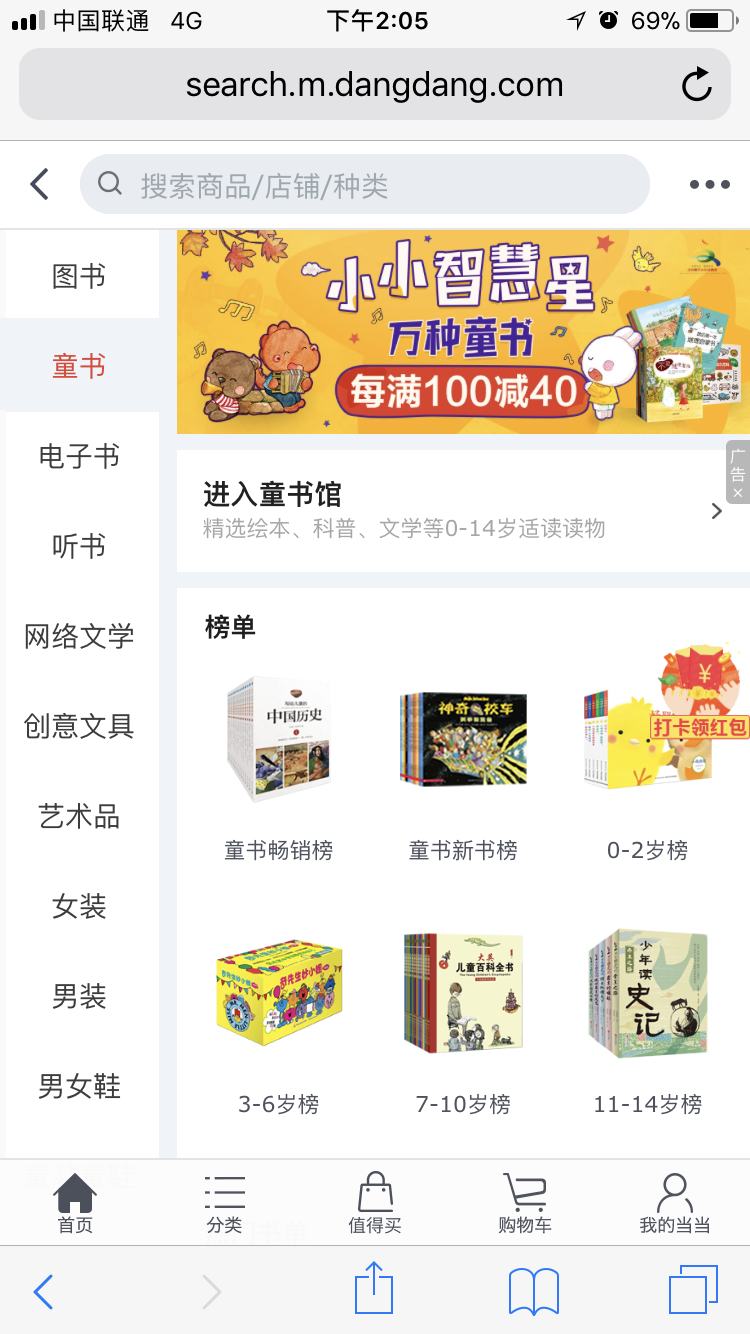 中国联通 4G 下午2:05 69%
search.m.dangdang.com
搜索商品/店铺/种类
图书
童书
电子书
听书
网络文学
创意文具
艺术品
女装
男装
男女鞋
小小智慧星
万种童书
每满100减40
广告
进入童书馆
精选绘本、科普、文学等0-14岁适读读物
榜单
中国历史
神奇校车
打卡领红包
童书畅销榜
童书新书榜
0-2岁榜
奇先生妙小姐
大英
儿童百科全书
少年读
史记
3-6岁榜
7-10岁榜
11-14岁榜
首页
分类
值得买
购物车
我的当当